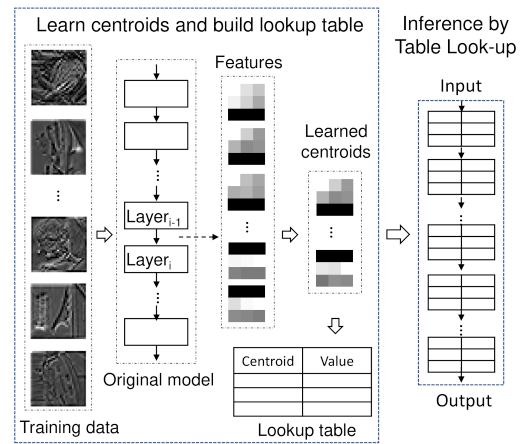 Learn centroids and build lookup table
Inference by
Table Look-up
Features
Input
Learned
centroids
⋮
⋮
⋮
⋮
⋮
Layerᵢ₋₁
Layerᵢ
⋮
⋮
⋮
Centroid Value
Original model
Output
Training data
Lookup table